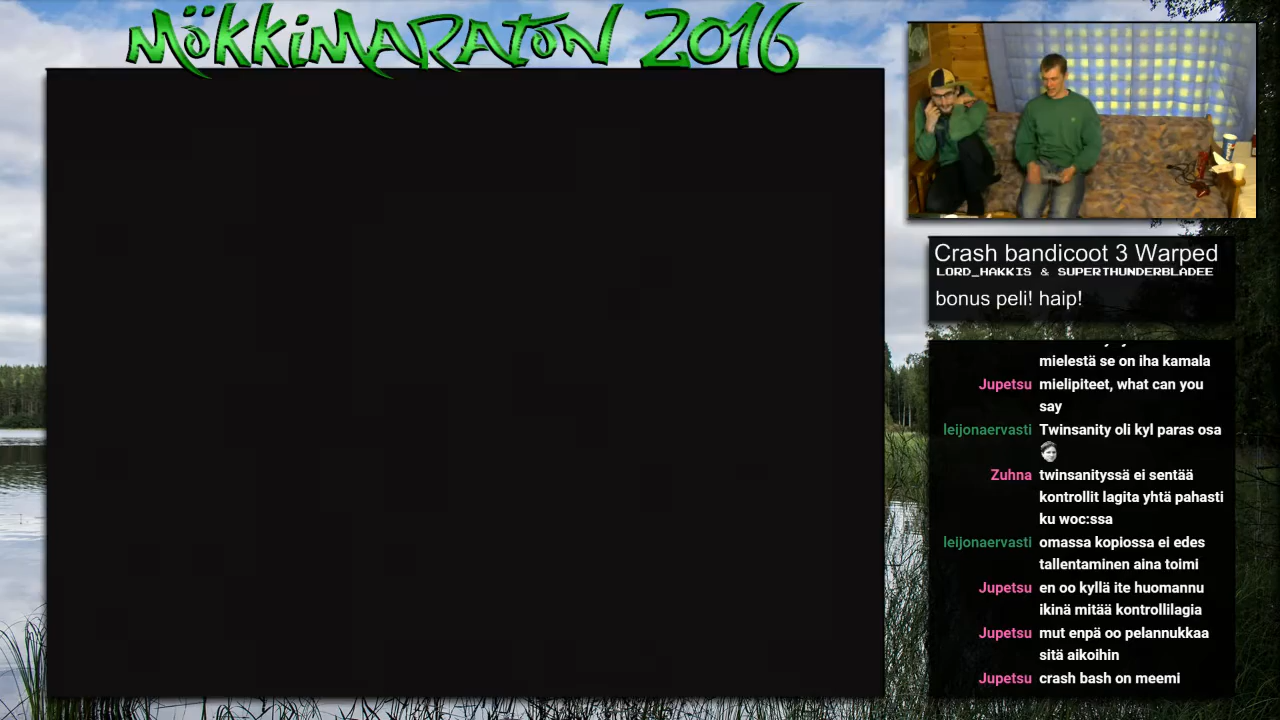 MökkiMARAToN 2016
Crash bandicoot 3 Warped
LORD_HAKKIS & SUPERTHUNDERBLADEE
bonus peli! haip!
mielestä se on iha kamala
Jupetsu mielipiteet, what can you
say
leijonaervasti Twinsanity oli kyl paras osa
Zuhna twinsanityssä ei sentää
kontrollit lagita yhtä pahasti
ku woc:ssa
leijonaervasti omassa kopiossa ei edes
tallentaminen aina toimi
Jupetsu en oo kyllä ite huomannu
ikinä mitää kontrollilagia
Jupetsu mut enpä oo pelannukkaa
sitä aikoihin
Jupetsu crash bash on meemi